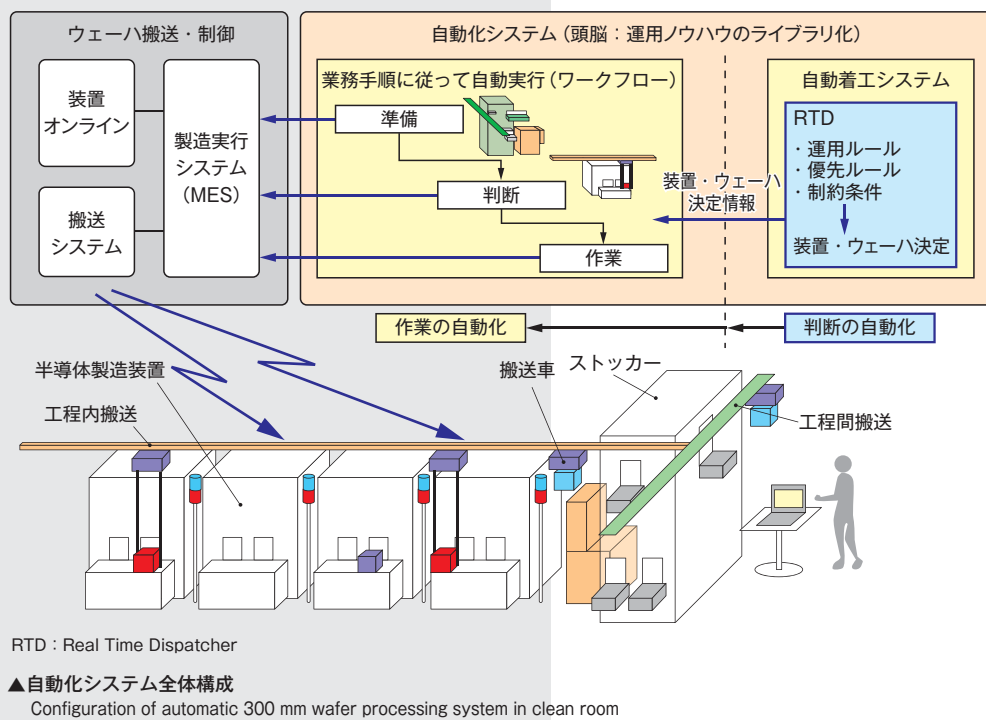 ウェーハ搬送・制御
装置
オンライン
搬送
システム
製造実行
システム
(MES)
自動化システム(頭脳:運用ノウハウのライブラリ化)
業務手順に従って自動実行(ワークフロー)
準備
判断
作業
装置・ウェーハ
決定情報
自動着工システム
RTD
・運用ルール
・優先ルール
・制約条件
装置・ウェーハ決定
作業の自動化
判断の自動化
半導体製造装置
工程内搬送
搬送車
ストッカー
工程間搬送
RTD:Real Time Dispatcher
▲自動化システム全体構成
Configuration of automatic 300 mm wafer processing system in clean room